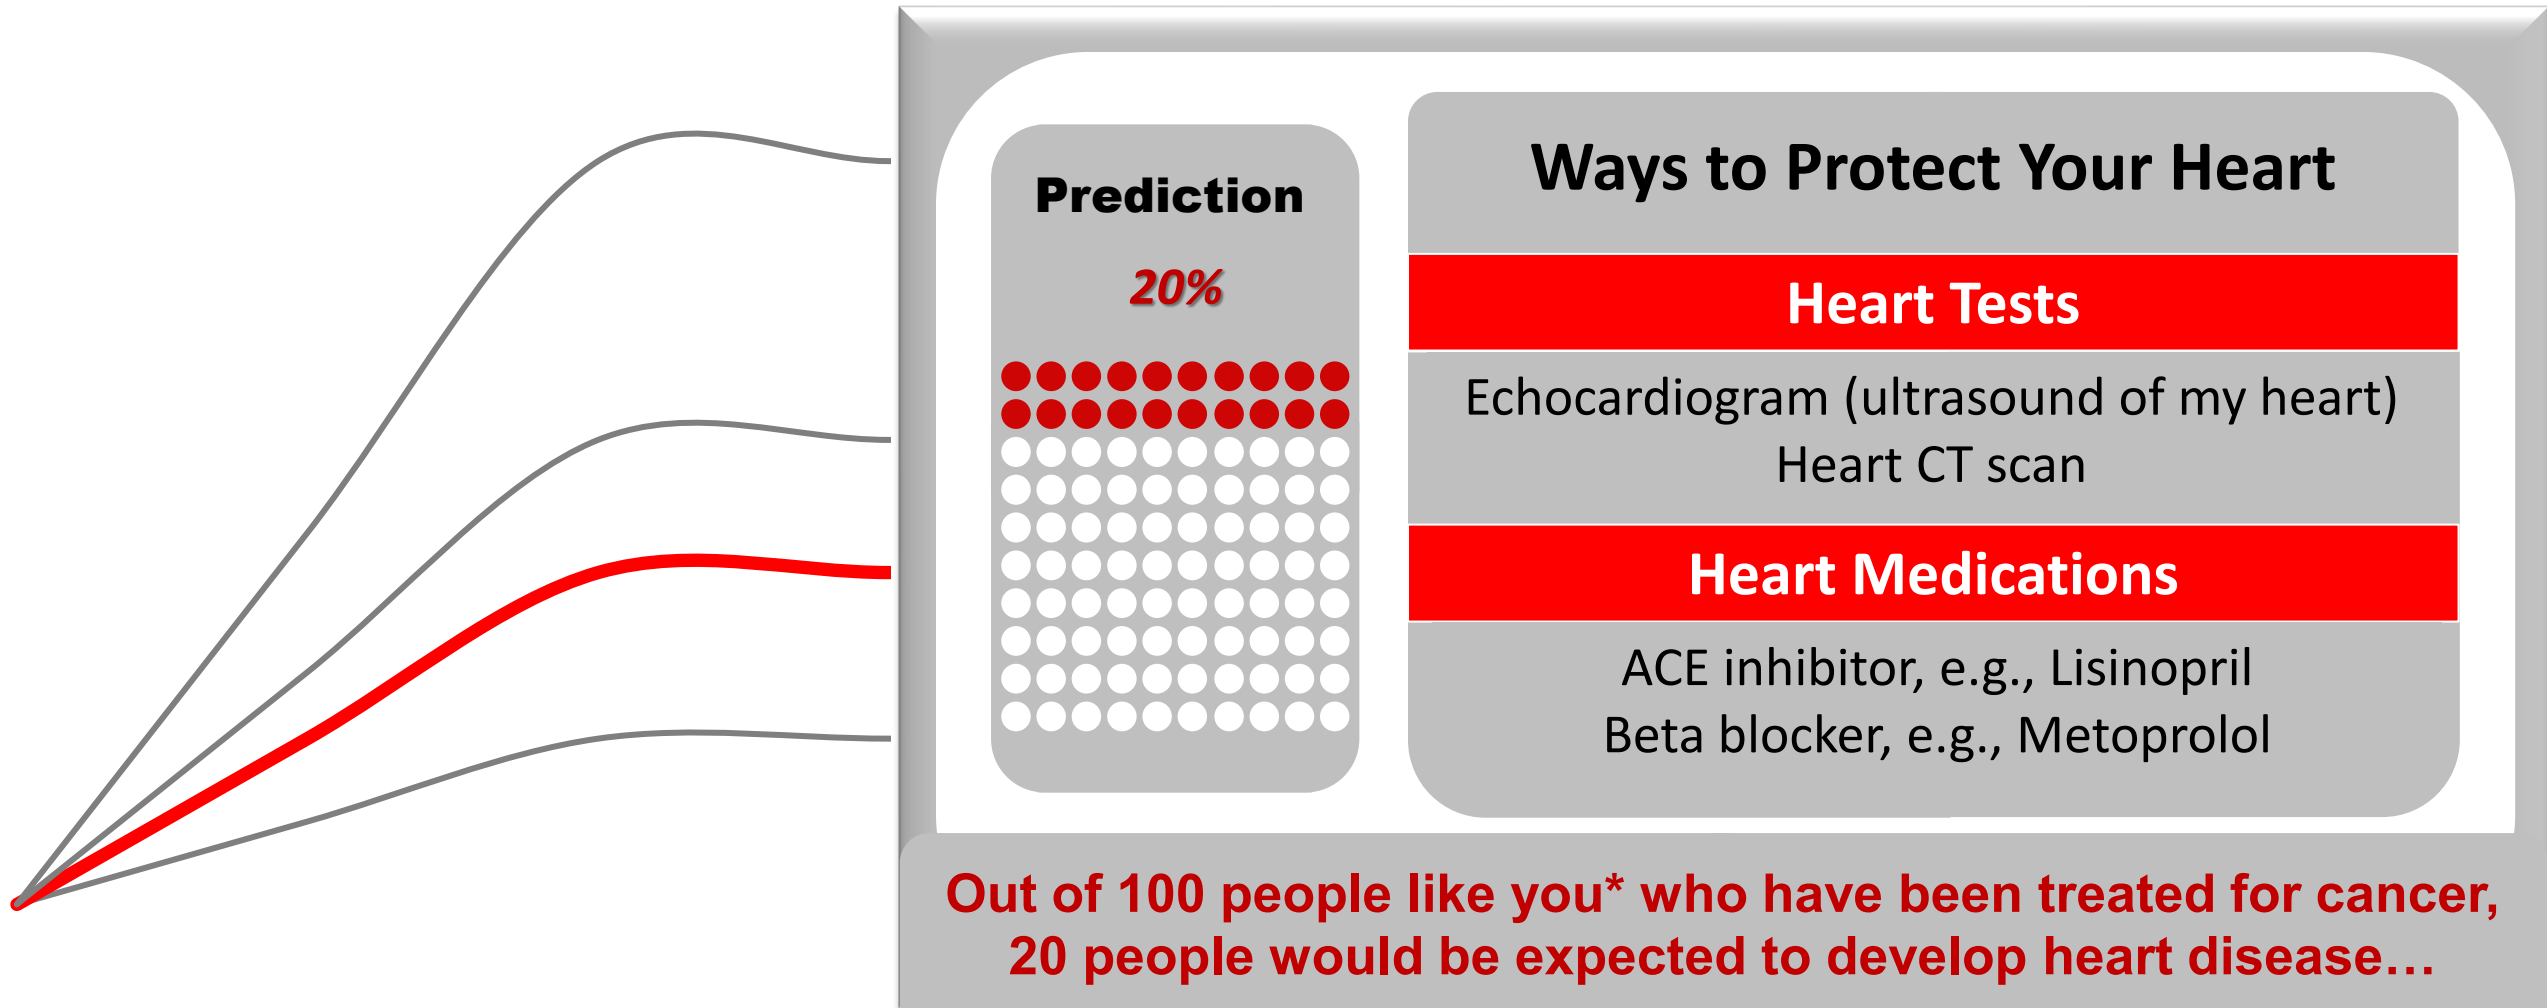 Prediction
20%
Ways to Protect Your Heart
Heart Tests
Echocardiogram (ultrasound of my heart)
Heart CT scan
Heart Medications
ACE inhibitor, e.g., Lisinopril
Beta blocker, e.g., Metoprolol
Out of 100 people like you* who have been treated for cancer,
20 people would be expected to develop heart disease…